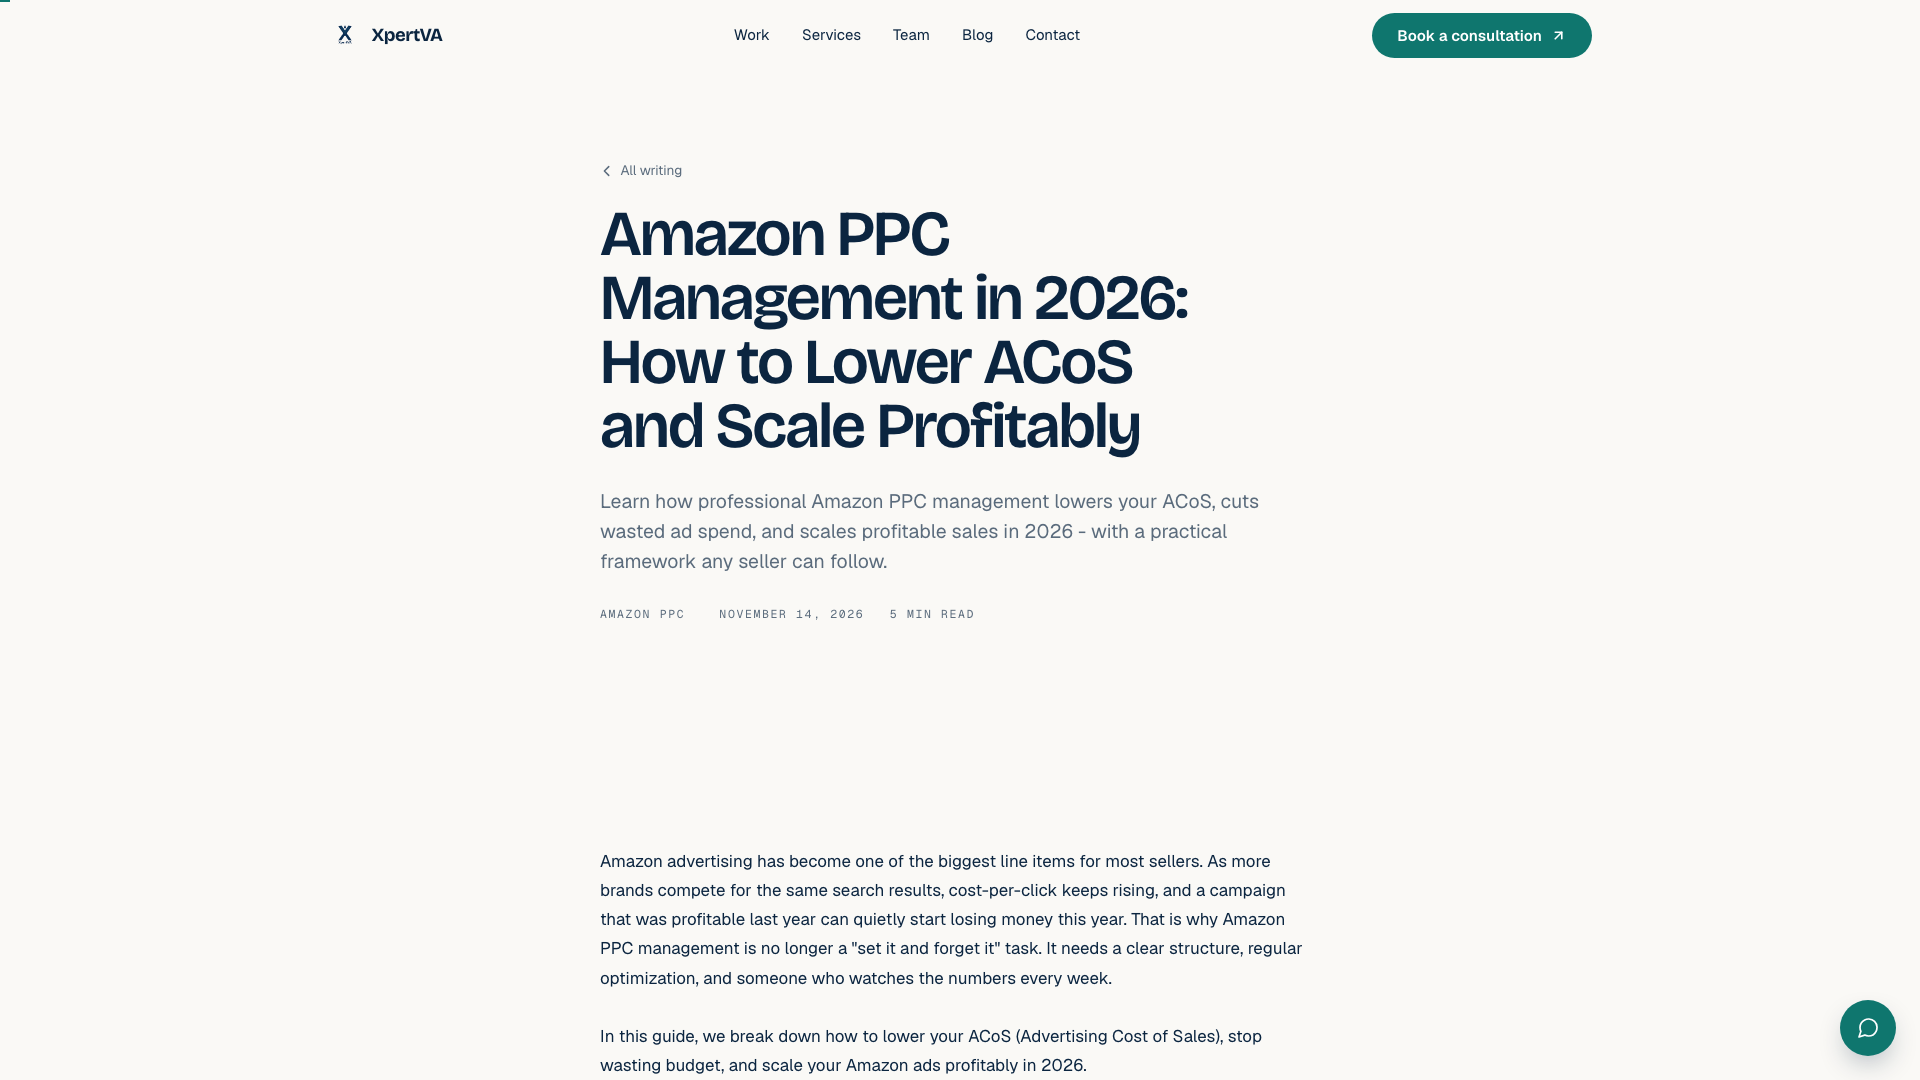 XpertVA
Work
Services
Team
Blog
Contact
Book a consultation
All writing
Amazon PPC
Management in 2026:
How to Lower ACoS
and Scale Profitably
Learn how professional Amazon PPC management lowers your ACoS, cuts
wasted ad spend, and scales profitable sales in 2026 - with a practical
framework any seller can follow.
AMAZON PPC NOVEMBER 14, 2026 5 MIN READ
Amazon advertising has become one of the biggest line items for most sellers. As more
brands compete for the same search results, cost-per-click keeps rising, and a campaign
that was profitable last year can quietly start losing money this year. That is why Amazon
PPC management is no longer a "set it and forget it" task. It needs a clear structure, regular
optimization, and someone who watches the numbers every week.
In this guide, we break down how to lower your ACoS (Advertising Cost of Sales), stop
wasting budget, and scale your Amazon ads profitably in 2026.